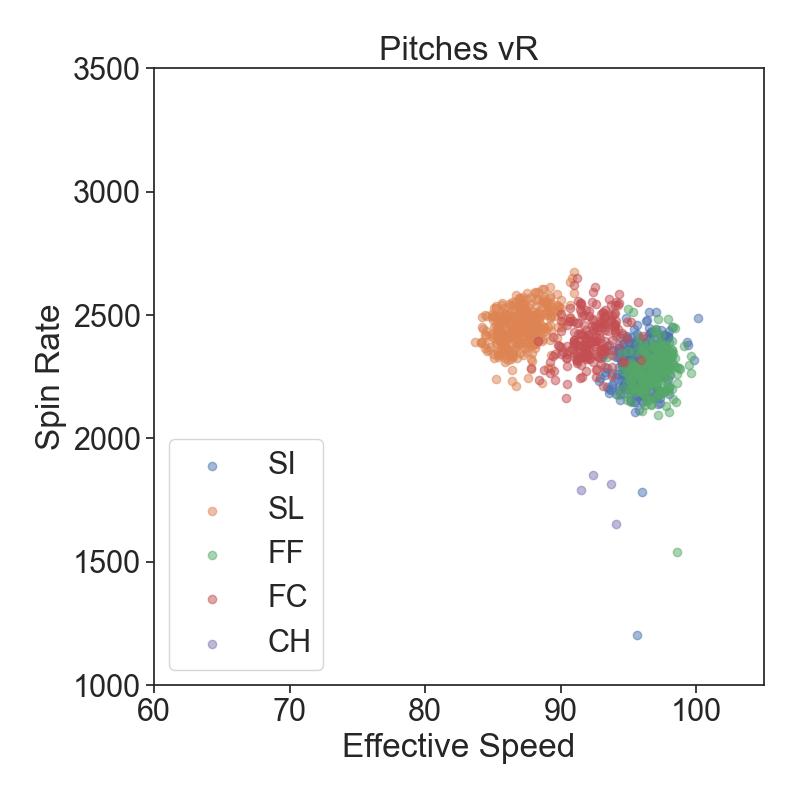 Pitches vR
3500
3000
2500
2000
1500
1000
Spin Rate
SI
SL
FF
FC
CH
60 70 80 90 100
Effective Speed